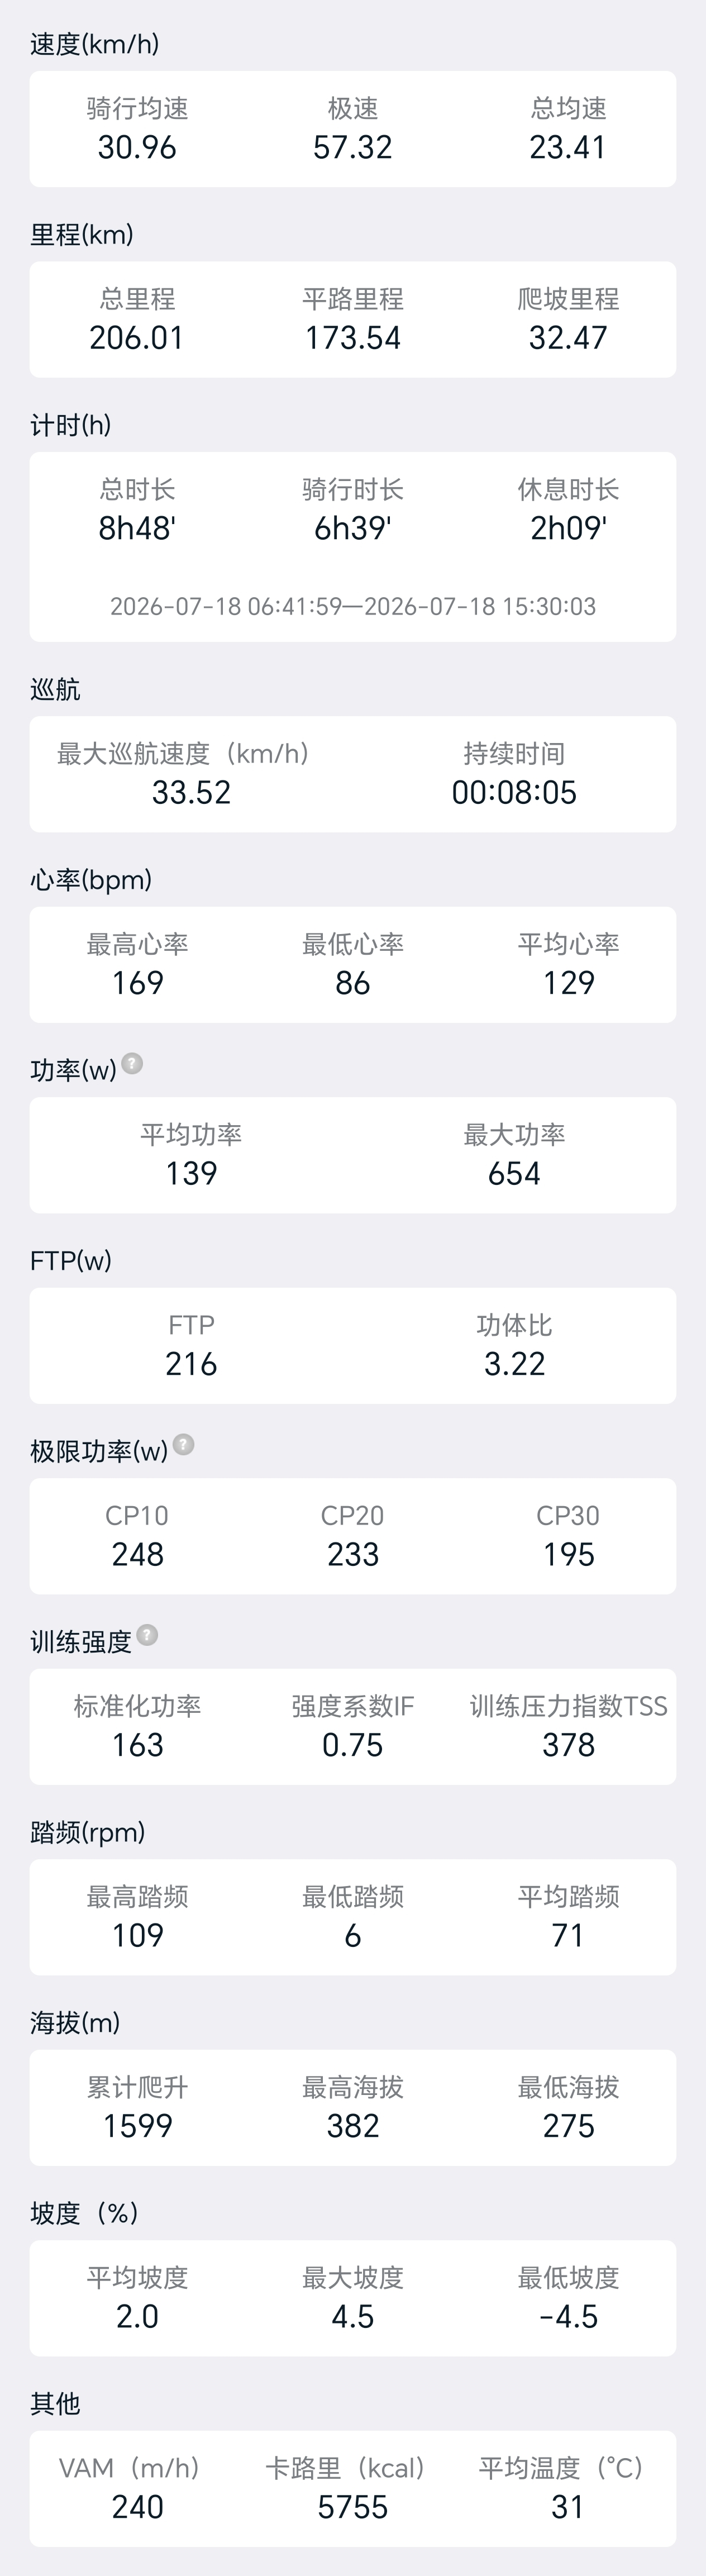 速度(km/h)
骑行均速 极速 总均速
30.96 57.32 23.41
里程(km)
总里程 平路里程 爬坡里程
206.01 173.54 32.47
计时(h)
总时长 骑行时长 休息时长
8h48' 6h39' 2h09'
2026-07-18 06:41:59—2026-07-18 15:30:03
巡航
最大巡航速度（km/h） 持续时间
33.52 00:08:05
心率(bpm)
最高心率 最低心率 平均心率
169 86 129
功率(w) ?
平均功率 最大功率
139 654
FTP(w)
FTP 功体比
216 3.22
极限功率(w) ?
CP10 CP20 CP30
248 233 195
训练强度 ?
标准化功率 强度系数IF 训练压力指数TSS
163 0.75 378
踏频(rpm)
最高踏频 最低踏频 平均踏频
109 6 71
海拔(m)
累计爬升 最高海拔 最低海拔
1599 382 275
坡度（%）
平均坡度 最大坡度 最低坡度
2.0 4.5 -4.5
其他
VAM（m/h） 卡路里（kcal） 平均温度（°C）
240 5755 31